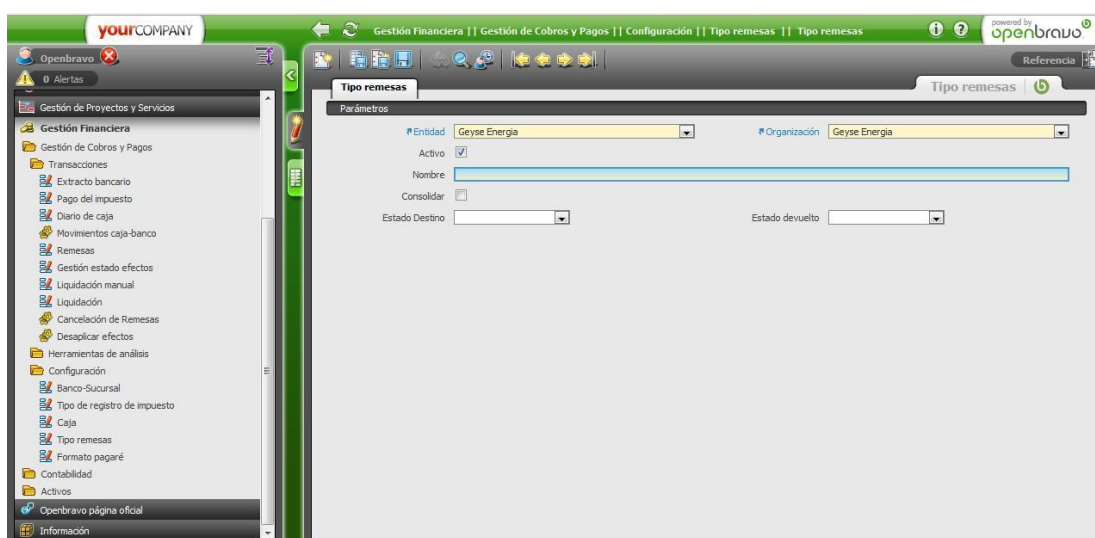 yourCOMPANY
Gestión Financiera || Gestión de Cobros y Pagos || Configuración || Tipo remesas || Tipo remesas
powered by
openbravo
Openbravo
0 Alertas
Referencia
Gestión de Proyectos y Servicios
Gestión Financiera
Gestión de Cobros y Pagos
Transacciones
Extracto bancario
Pago del impuesto
Diario de caja
Movimientos caja-banco
Remesas
Gestión estado efectos
Liquidación manual
Liquidación
Cancelación de Remesas
Desaplicar efectos
Herramientas de análisis
Configuración
Banco-Sucursal
Tipo de registro de impuesto
Caja
Tipo remesas
Formato pagaré
Contabilidad
Activos
Openbravo página oficial
Información
Tipo remesas
Tipo remesas
Parámetros
Entidad Geyse Energia
Organización Geyse Energia
Activo
Nombre
Consolidar
Estado Destino
Estado devuelto